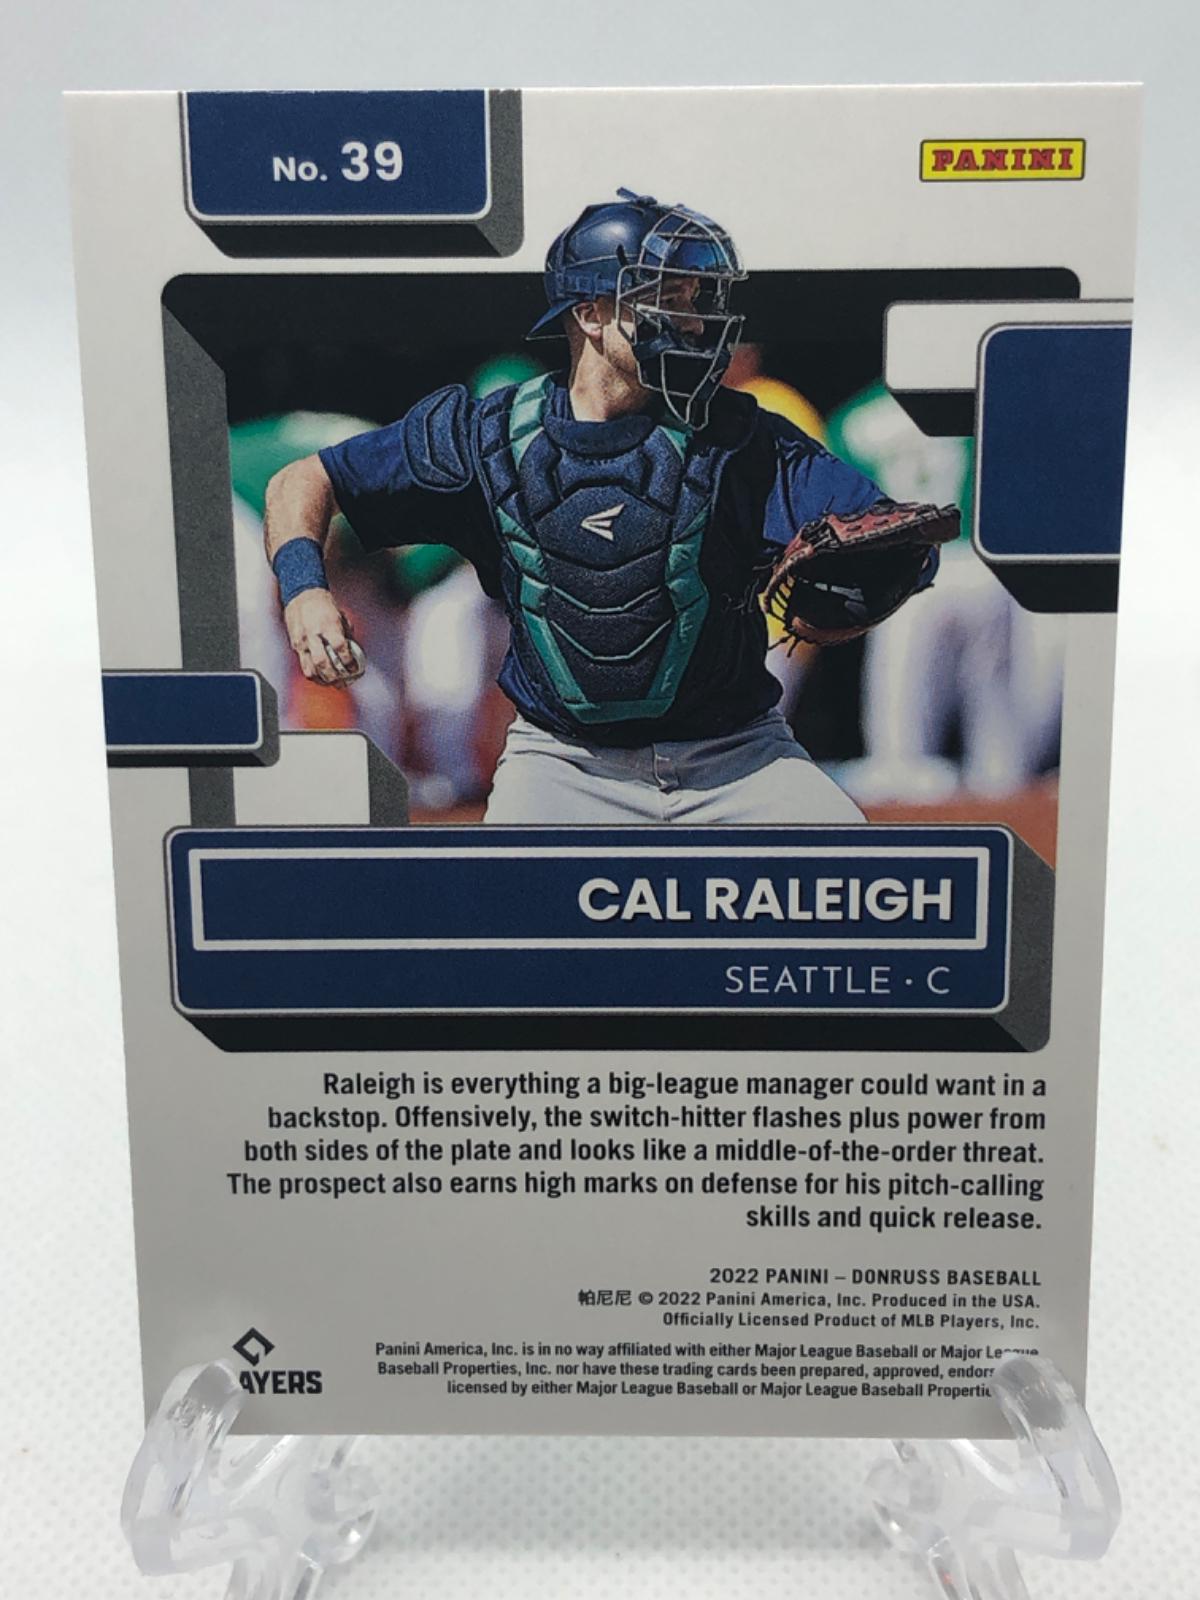 No. 39
PANINI
CAL RALEIGH
SEATTLE · C
Raleigh is everything a big-league manager could want in a
backstop. Offensively, the switch-hitter flashes plus power from
both sides of the plate and looks like a middle-of-the-order threat.
The prospect also earns high marks on defense for his pitch-calling
skills and quick release.
2022 PANINI – DONRUSS BASEBALL
帕尼尼 © 2022 Panini America, Inc. Produced in the USA.
Officially Licensed Product of MLB Players, Inc.
Panini America, Inc. is in no way affiliated with either Major League Baseball or Major
Baseball Properties, Inc. nor have these trading cards been prepared, approved,
licensed by either Major League Baseball or Major League Baseball